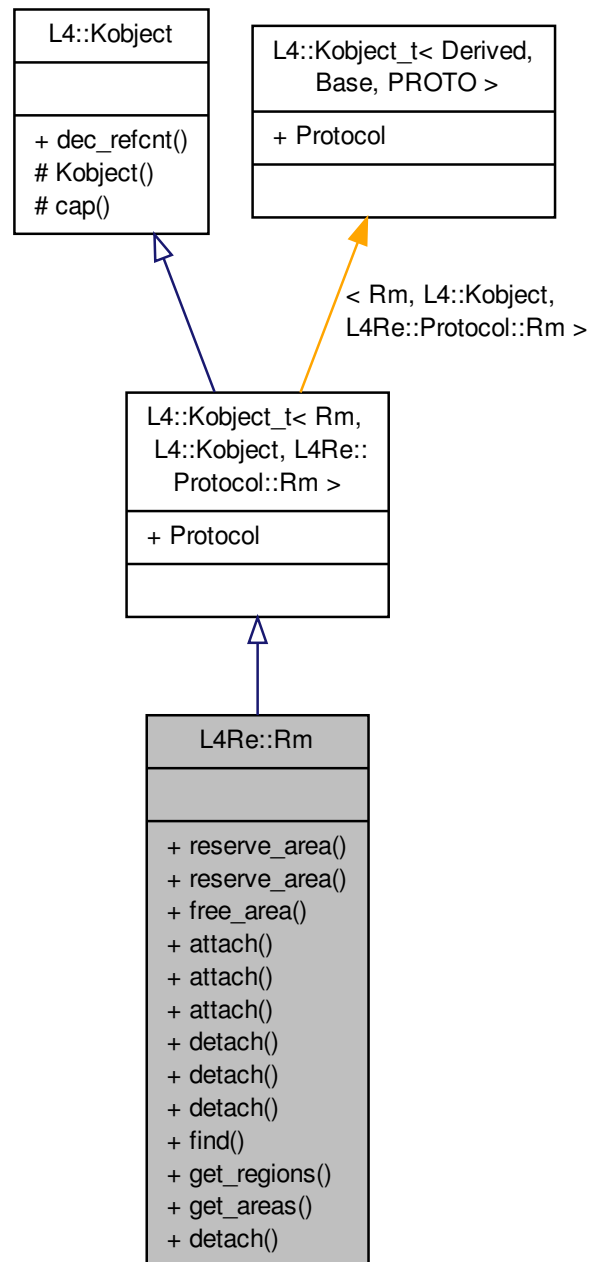 L4::Kobject
+ dec_refcnt()
# Kobject()
# cap()
L4::Kobject_t< Derived,
Base, PROTO >
+ Protocol
< Rm, L4::Kobject,
L4Re::Protocol::Rm >
L4::Kobject_t< Rm,
L4::Kobject, L4Re::
Protocol::Rm >
+ Protocol
L4Re::Rm
+ reserve_area()
+ reserve_area()
+ free_area()
+ attach()
+ attach()
+ attach()
+ detach()
+ detach()
+ detach()
+ find()
+ get_regions()
+ get_areas()
+ detach()